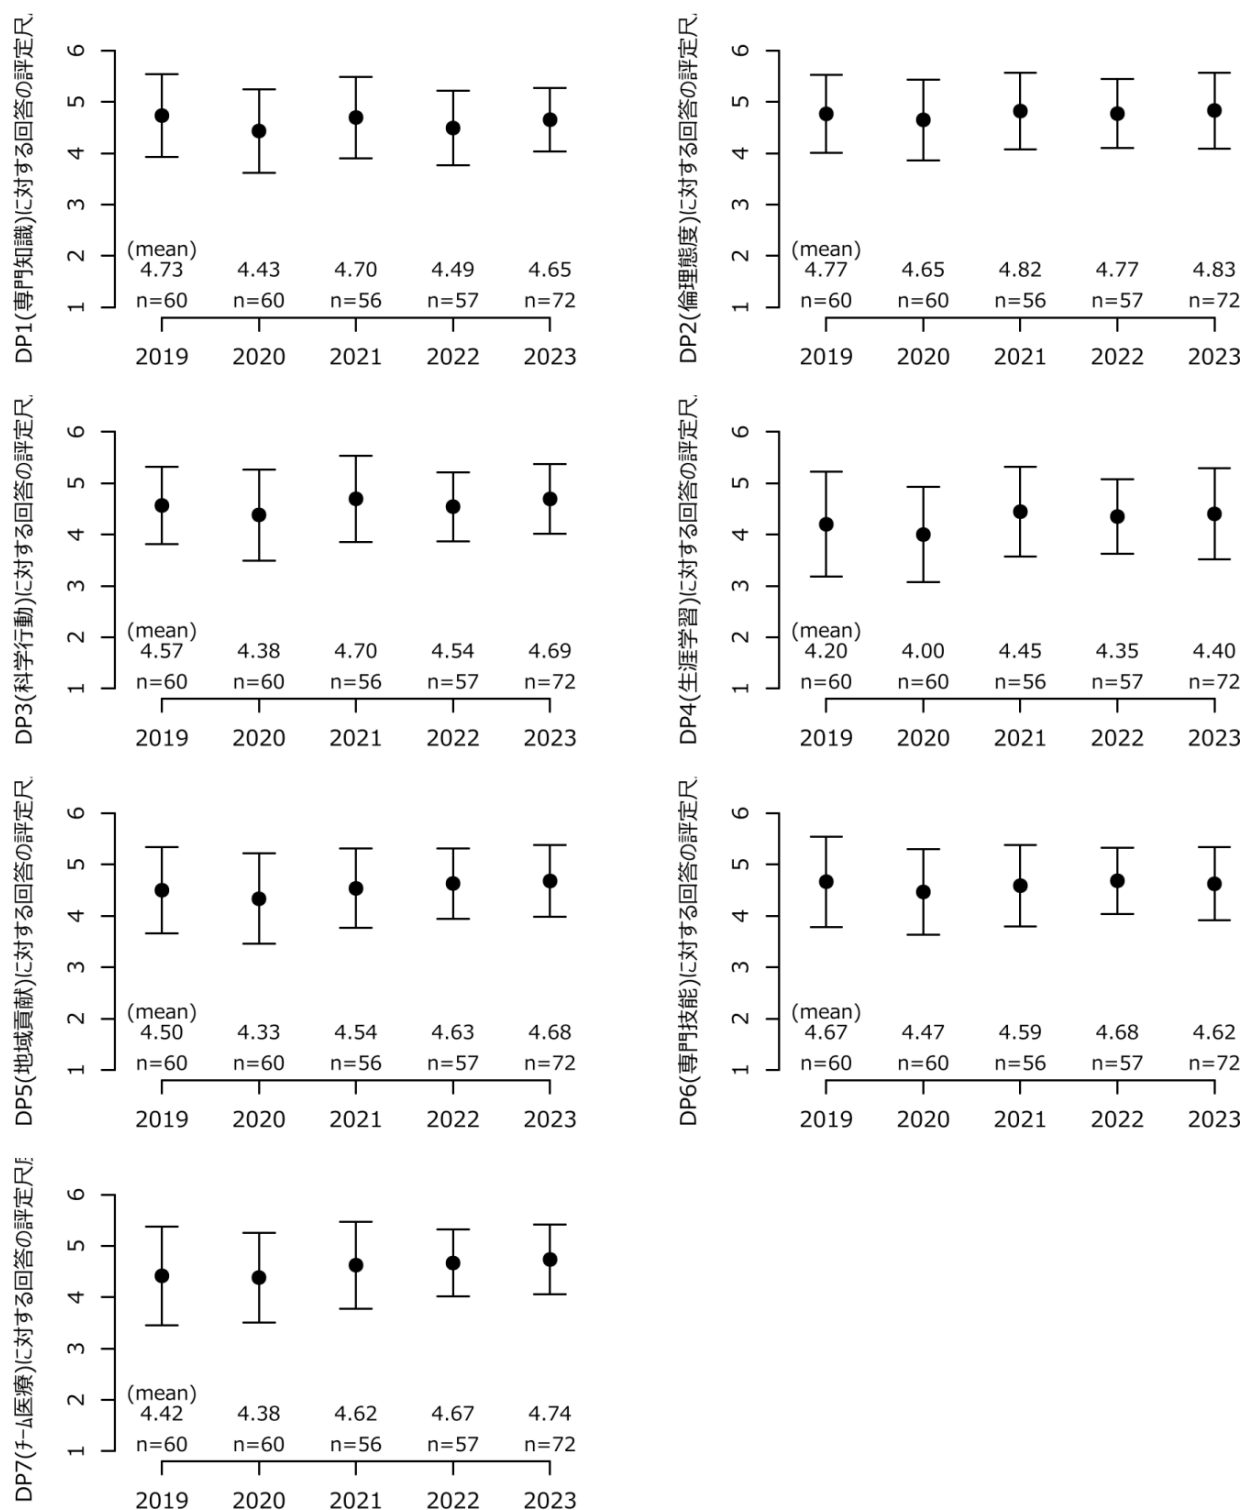 DP1(専門知識)に対する回答の評定尺
6
5
4
3
2
1
(mean)
4.73 4.43 4.70 4.49 4.65
n=60 n=60 n=56 n=57 n=72
2019 2020 2021 2022 2023
DP2(倫理態度)に対する回答の評定尺
6
5
4
3
2
1
(mean)
4.77 4.65 4.82 4.77 4.83
n=60 n=60 n=56 n=57 n=72
2019 2020 2021 2022 2023
DP3(科学行動)に対する回答の評定尺
6
5
4
3
2
1
(mean)
4.57 4.38 4.70 4.54 4.69
n=60 n=60 n=56 n=57 n=72
2019 2020 2021 2022 2023
DP4(生涯学習)に対する回答の評定尺
6
5
4
3
2
1
(mean)
4.20 4.00 4.45 4.35 4.40
n=60 n=60 n=56 n=57 n=72
2019 2020 2021 2022 2023
DP5(地域貢献)に対する回答の評定尺
6
5
4
3
2
1
(mean)
4.50 4.33 4.54 4.63 4.68
n=60 n=60 n=56 n=57 n=72
2019 2020 2021 2022 2023
DP6(専門技能)に対する回答の評定尺
6
5
4
3
2
1
(mean)
4.67 4.47 4.59 4.68 4.62
n=60 n=60 n=56 n=57 n=72
2019 2020 2021 2022 2023
DP7(ﾁｰﾑ医療)に対する回答の評定尺
6
5
4
3
2
1
(mean)
4.42 4.38 4.62 4.67 4.74
n=60 n=60 n=56 n=57 n=72
2019 2020 2021 2022 2023